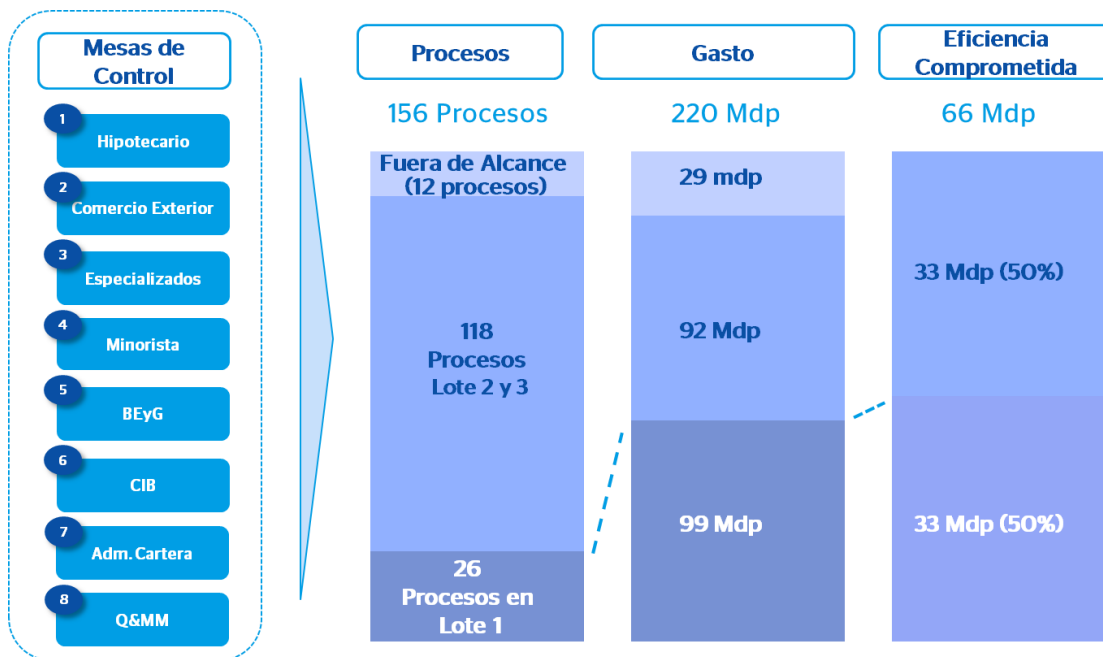 Mesas de
Control
1
Hipotecario
2
Comercio Exterior
3
Especializados
4
Minorista
5
BEyG
6
CIB
7
Adm. Cartera
8
Q&MM
Procesos
156 Procesos
Fuera de Alcance
(12 procesos)
118
Procesos
Lote 2 y 3
26
Procesos en
Lote 1
Gasto
220 Mdp
29 mdp
92 Mdp
99 Mdp
Eficiencia
Comprometida
66 Mdp
33 Mdp (50%)
33 Mdp (50%)